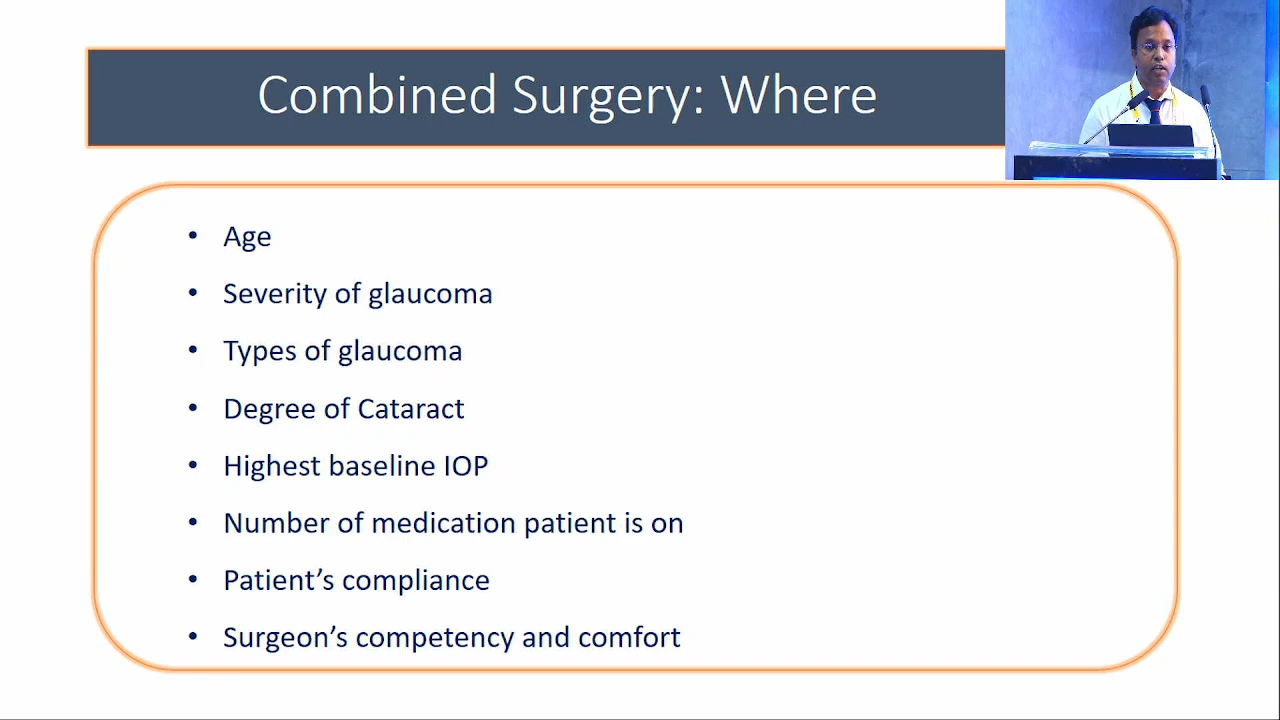 Combined Surgery: Where
• Age
• Severity of glaucoma
• Types of glaucoma
• Degree of Cataract
• Highest baseline IOP
• Number of medication patient is on
• Patient’s compliance
• Surgeon’s competency and comfort